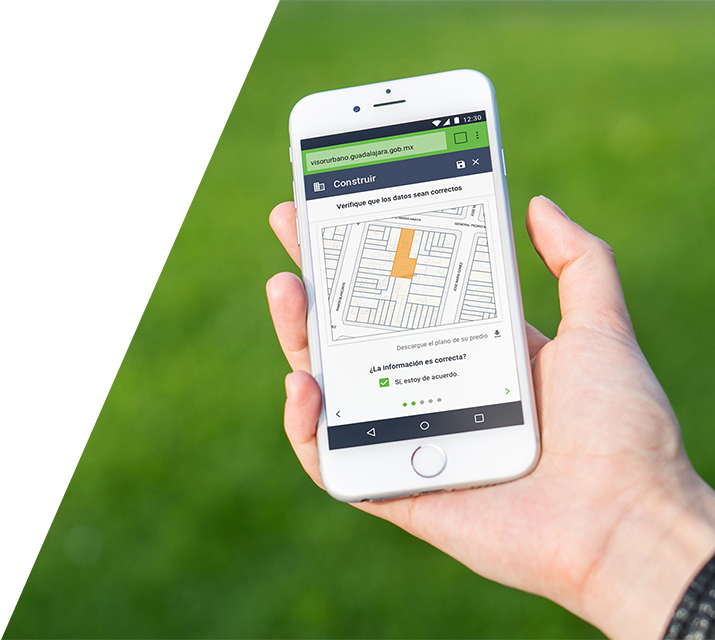 12:30
visorurbano.guadalajara.gob.mx
Construir
Verifique que los datos sean correctos
GENERAL PEDRO
Descargue el plano de su predio
¿La información es correcta?
Sí, estoy de acuerdo.